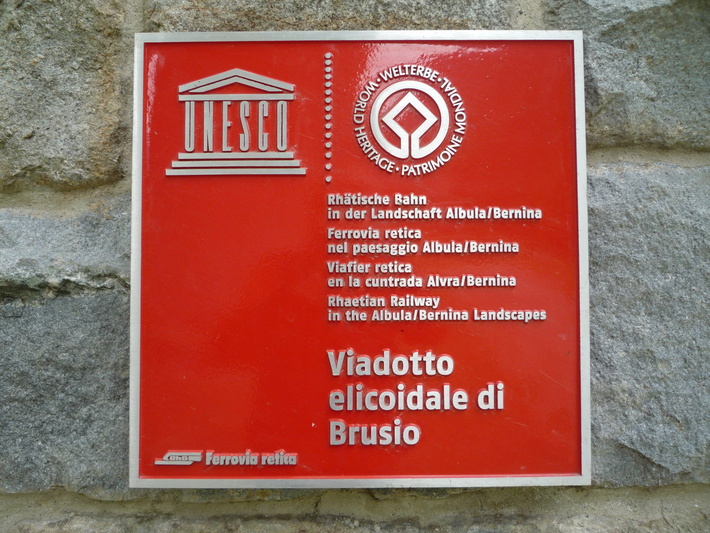 UNESCO
WORLD HERITAGE • WELTERBE • PATRIMOINE MONDIAL
Rhätische Bahn
in der Landschaft Albula/Bernina
Ferrovia retica
nel paesaggio Albula/Bernina
Viafier retica
en la cuntrada Alvra/Bernina
Rhaetian Railway
in the Albula/Bernina Landscapes
Viadotto
elicoidale di
Brusio
Ferrovia retica